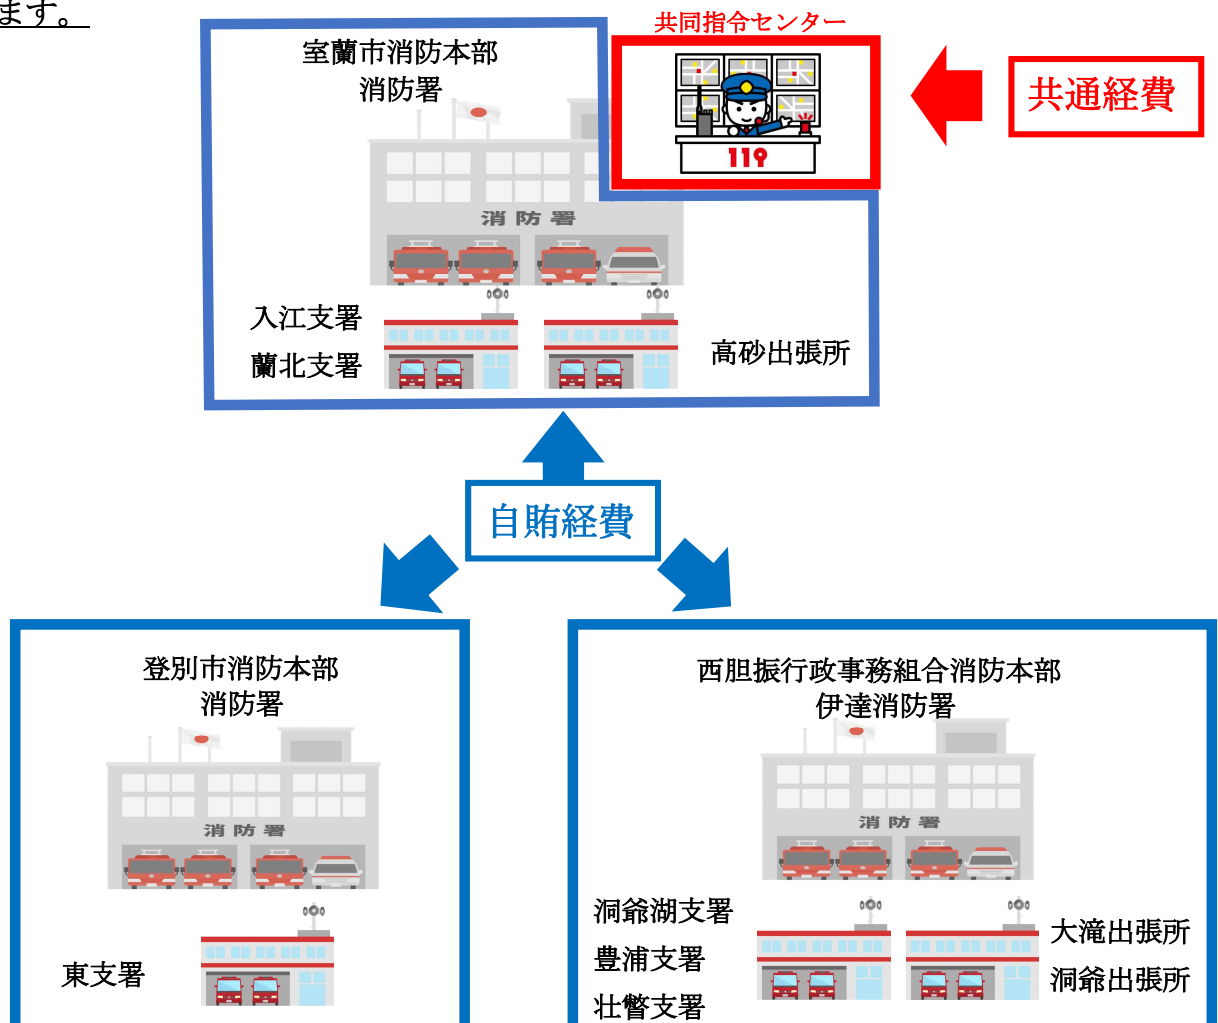 ます。
共同指令センター
室蘭市消防本部
消防署
119
共通経費
消防署
入江支署
蘭北支署
高砂出張所
自賄経費
登別市消防本部
消防署
消防署
東支署
西胆振行政事務組合消防本部
伊達消防署
消防署
洞爺湖支署
豊浦支署
壮瞥支署
大滝出張所
洞爺出張所